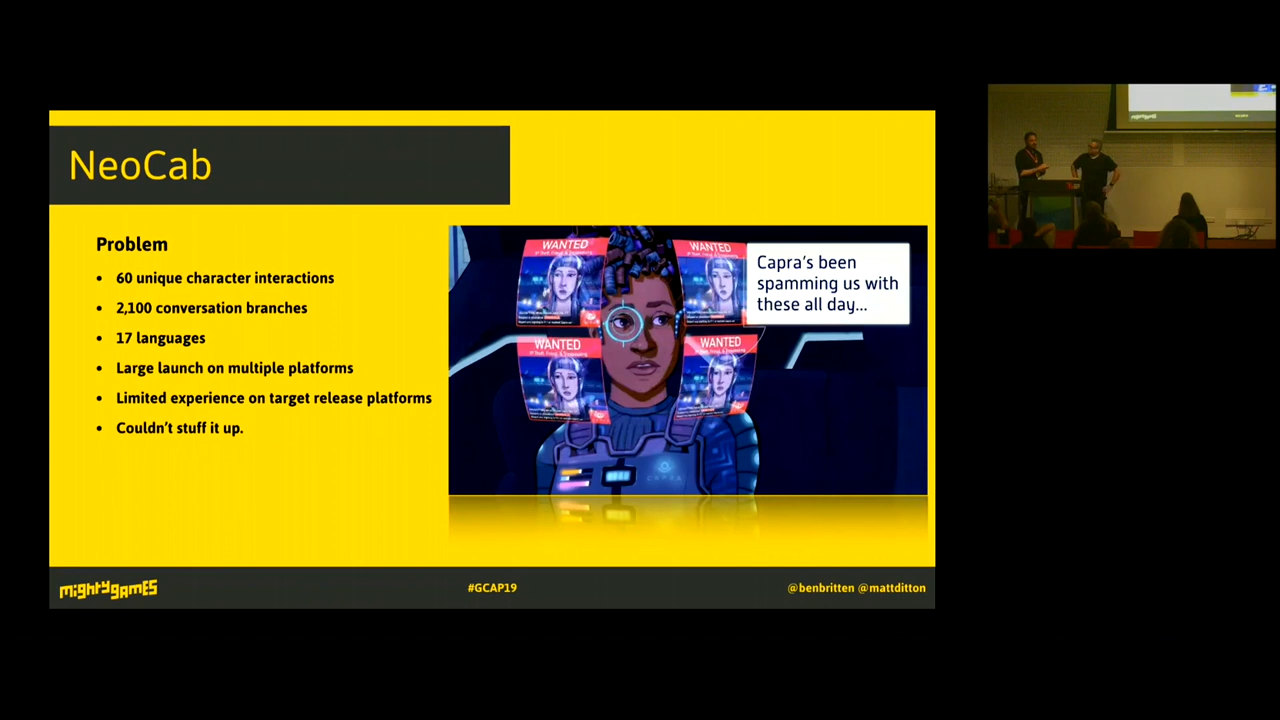 NeoCab
Problem
• 60 unique character interactions
• 2,100 conversation branches
• 17 languages
• Large launch on multiple platforms
• Limited experience on target release platforms
• Couldn't stuff it up.
WANTED
WANTED
Capra's been
spamming us with
these all day...
WANTED
WANTED
CAPRA
mightygames
#GCAP19
@benbritten @mattditton